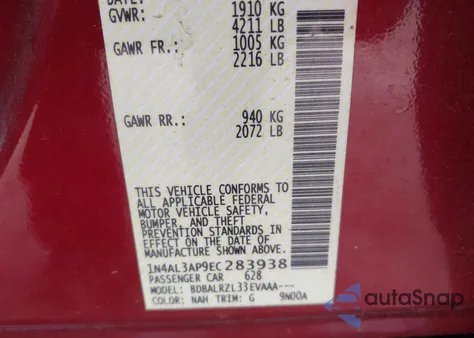 DATE:
GVWR: 1910 KG
4211 LB
GAWR FR.: 1005 KG
2216 LB
GAWR RR.: 940 KG
2072 LB
THIS VEHICLE CONFORMS TO
ALL APPLICABLE FEDERAL
MOTOR VEHICLE SAFETY,
BUMPER, AND THEFT
PREVENTION STANDARDS IN
EFFECT ON THE DATE OF
MANUFACTURE SHOWN ABOVE.
1N4AL3AP9EC283938
PASSENGER CAR 628
MODEL: BDBALRZL33EVAAA---
COLOR: NAH TRIM: G 9N00A
autoSnap